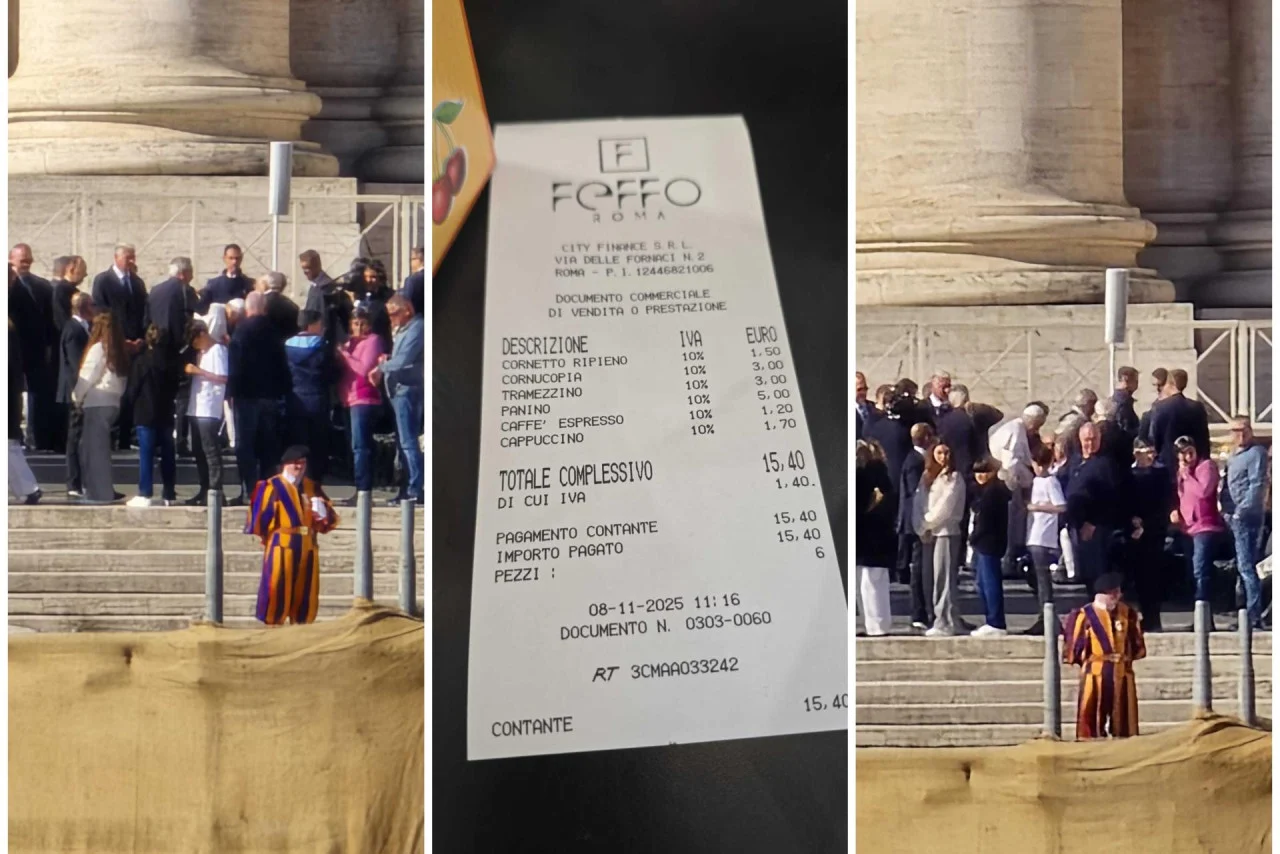 F
FeFFO
ROMA
CITY FINANCE S.R.L.
VIA DELLE FORNACI N.2
ROMA - P.I.12446821006
DOCUMENTO COMMERCIALE
DI VENDITA O PRESTAZIONE
DESCRIZIONE IVA EURO
CORNETTO RIPIENO 10% 1,50
CORNUCOPIA 10% 3,00
TRAMEZZINO 10% 3,00
PANINO 10% 5,00
CAFFE' ESPRESSO 10% 1,20
CAPPUCCINO 10% 1,70
TOTALE COMPLESSIVO 15,40
DI CUI IVA 1,40.
PAGAMENTO CONTANTE 15,40
IMPORTO PAGATO 15,40
PEZZI : 6
08-11-2025 11:16
DOCUMENTO N. 0303-0060
RT 3CMAA033242
CONTANTE 15,40